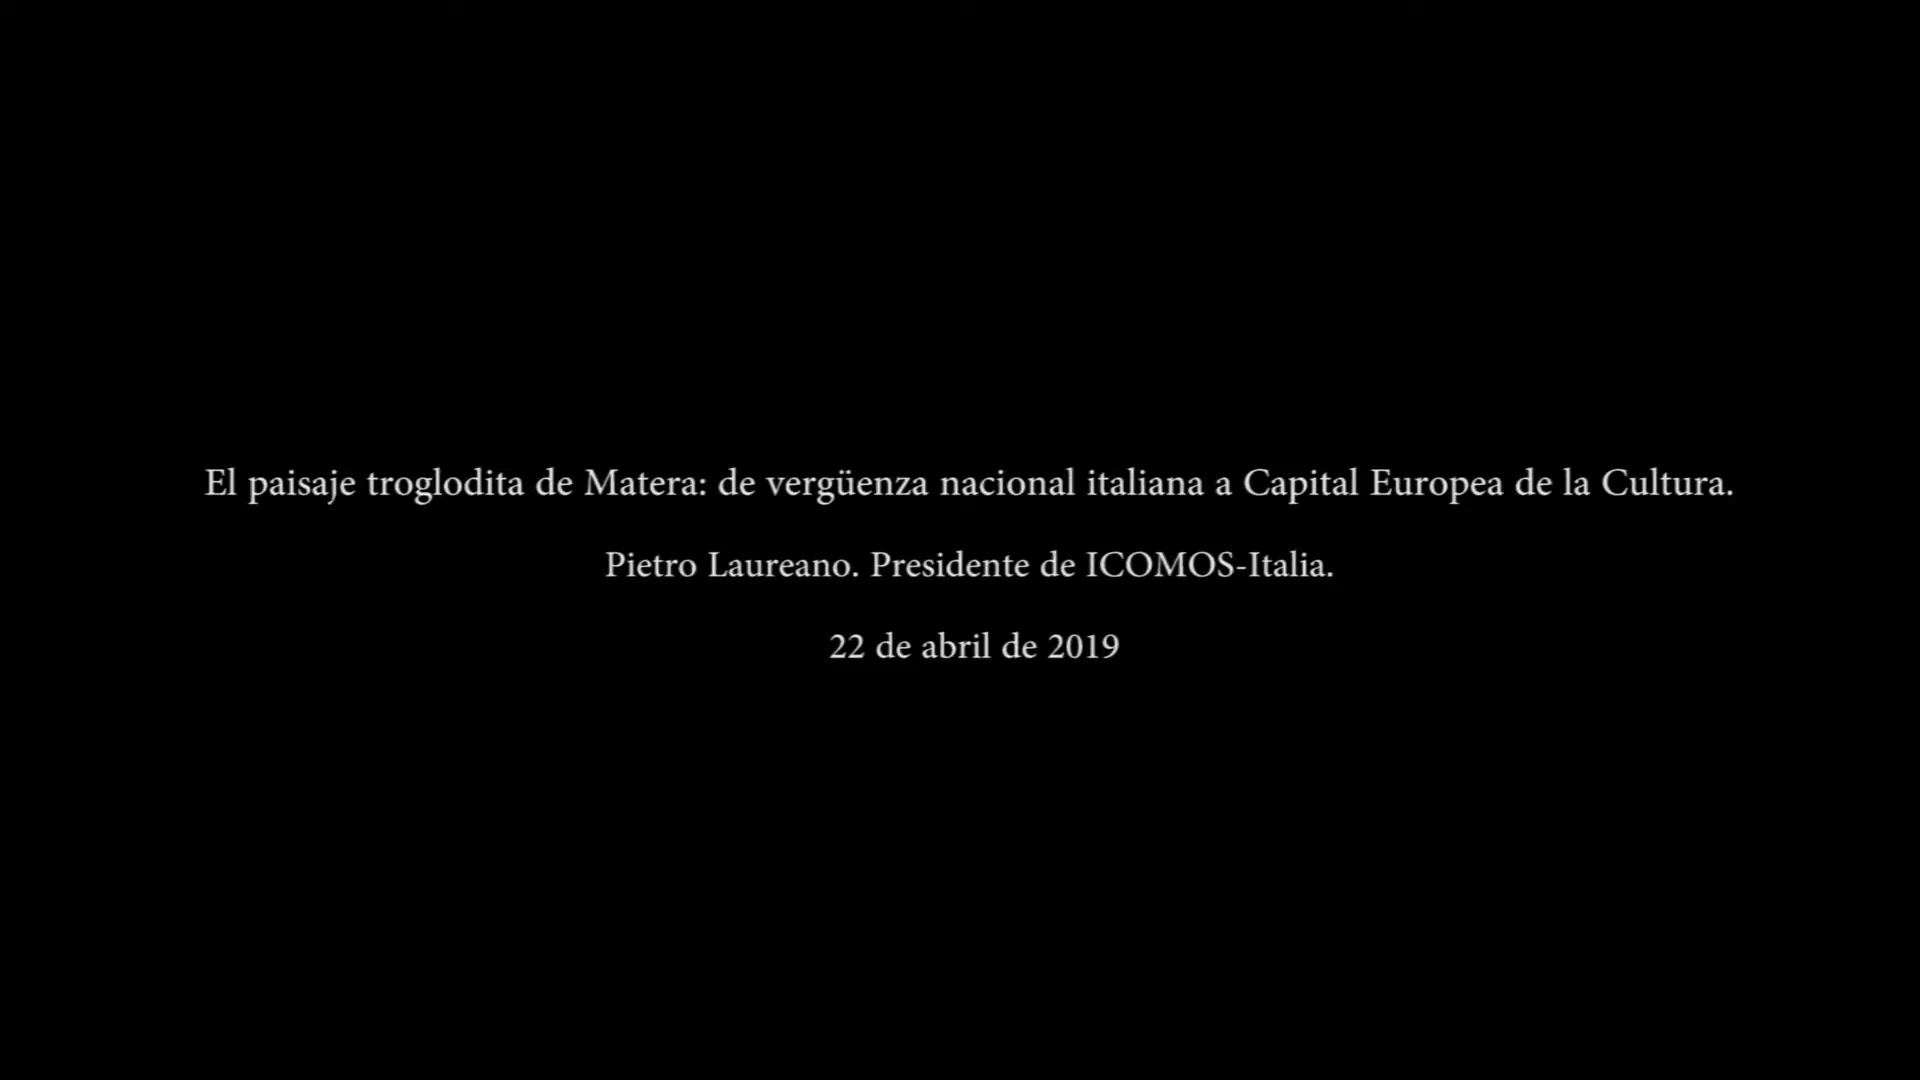 El paisaje troglodita de Matera: de vergüenza nacional italiana a Capital Europea de la Cultura.
Pietro Laureano. Presidente de ICOMOS-Italia.
22 de abril de 2019